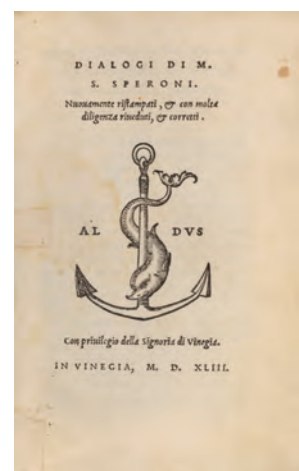 DIALOGI DI M.
S. SPERONI.
Nuouamente ristampati, & con molta
diligenza riueduti, & corretti.
AL DVS
Con priuilegio della Signoria di Vinegia.
IN VINEGIA, M. D. XLIII.